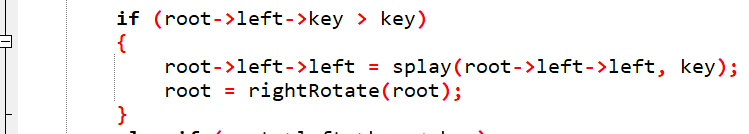 if (root->left->key > key)
{
root->left->left = splay(root->left->left, key);
root = rightRotate(root);
}